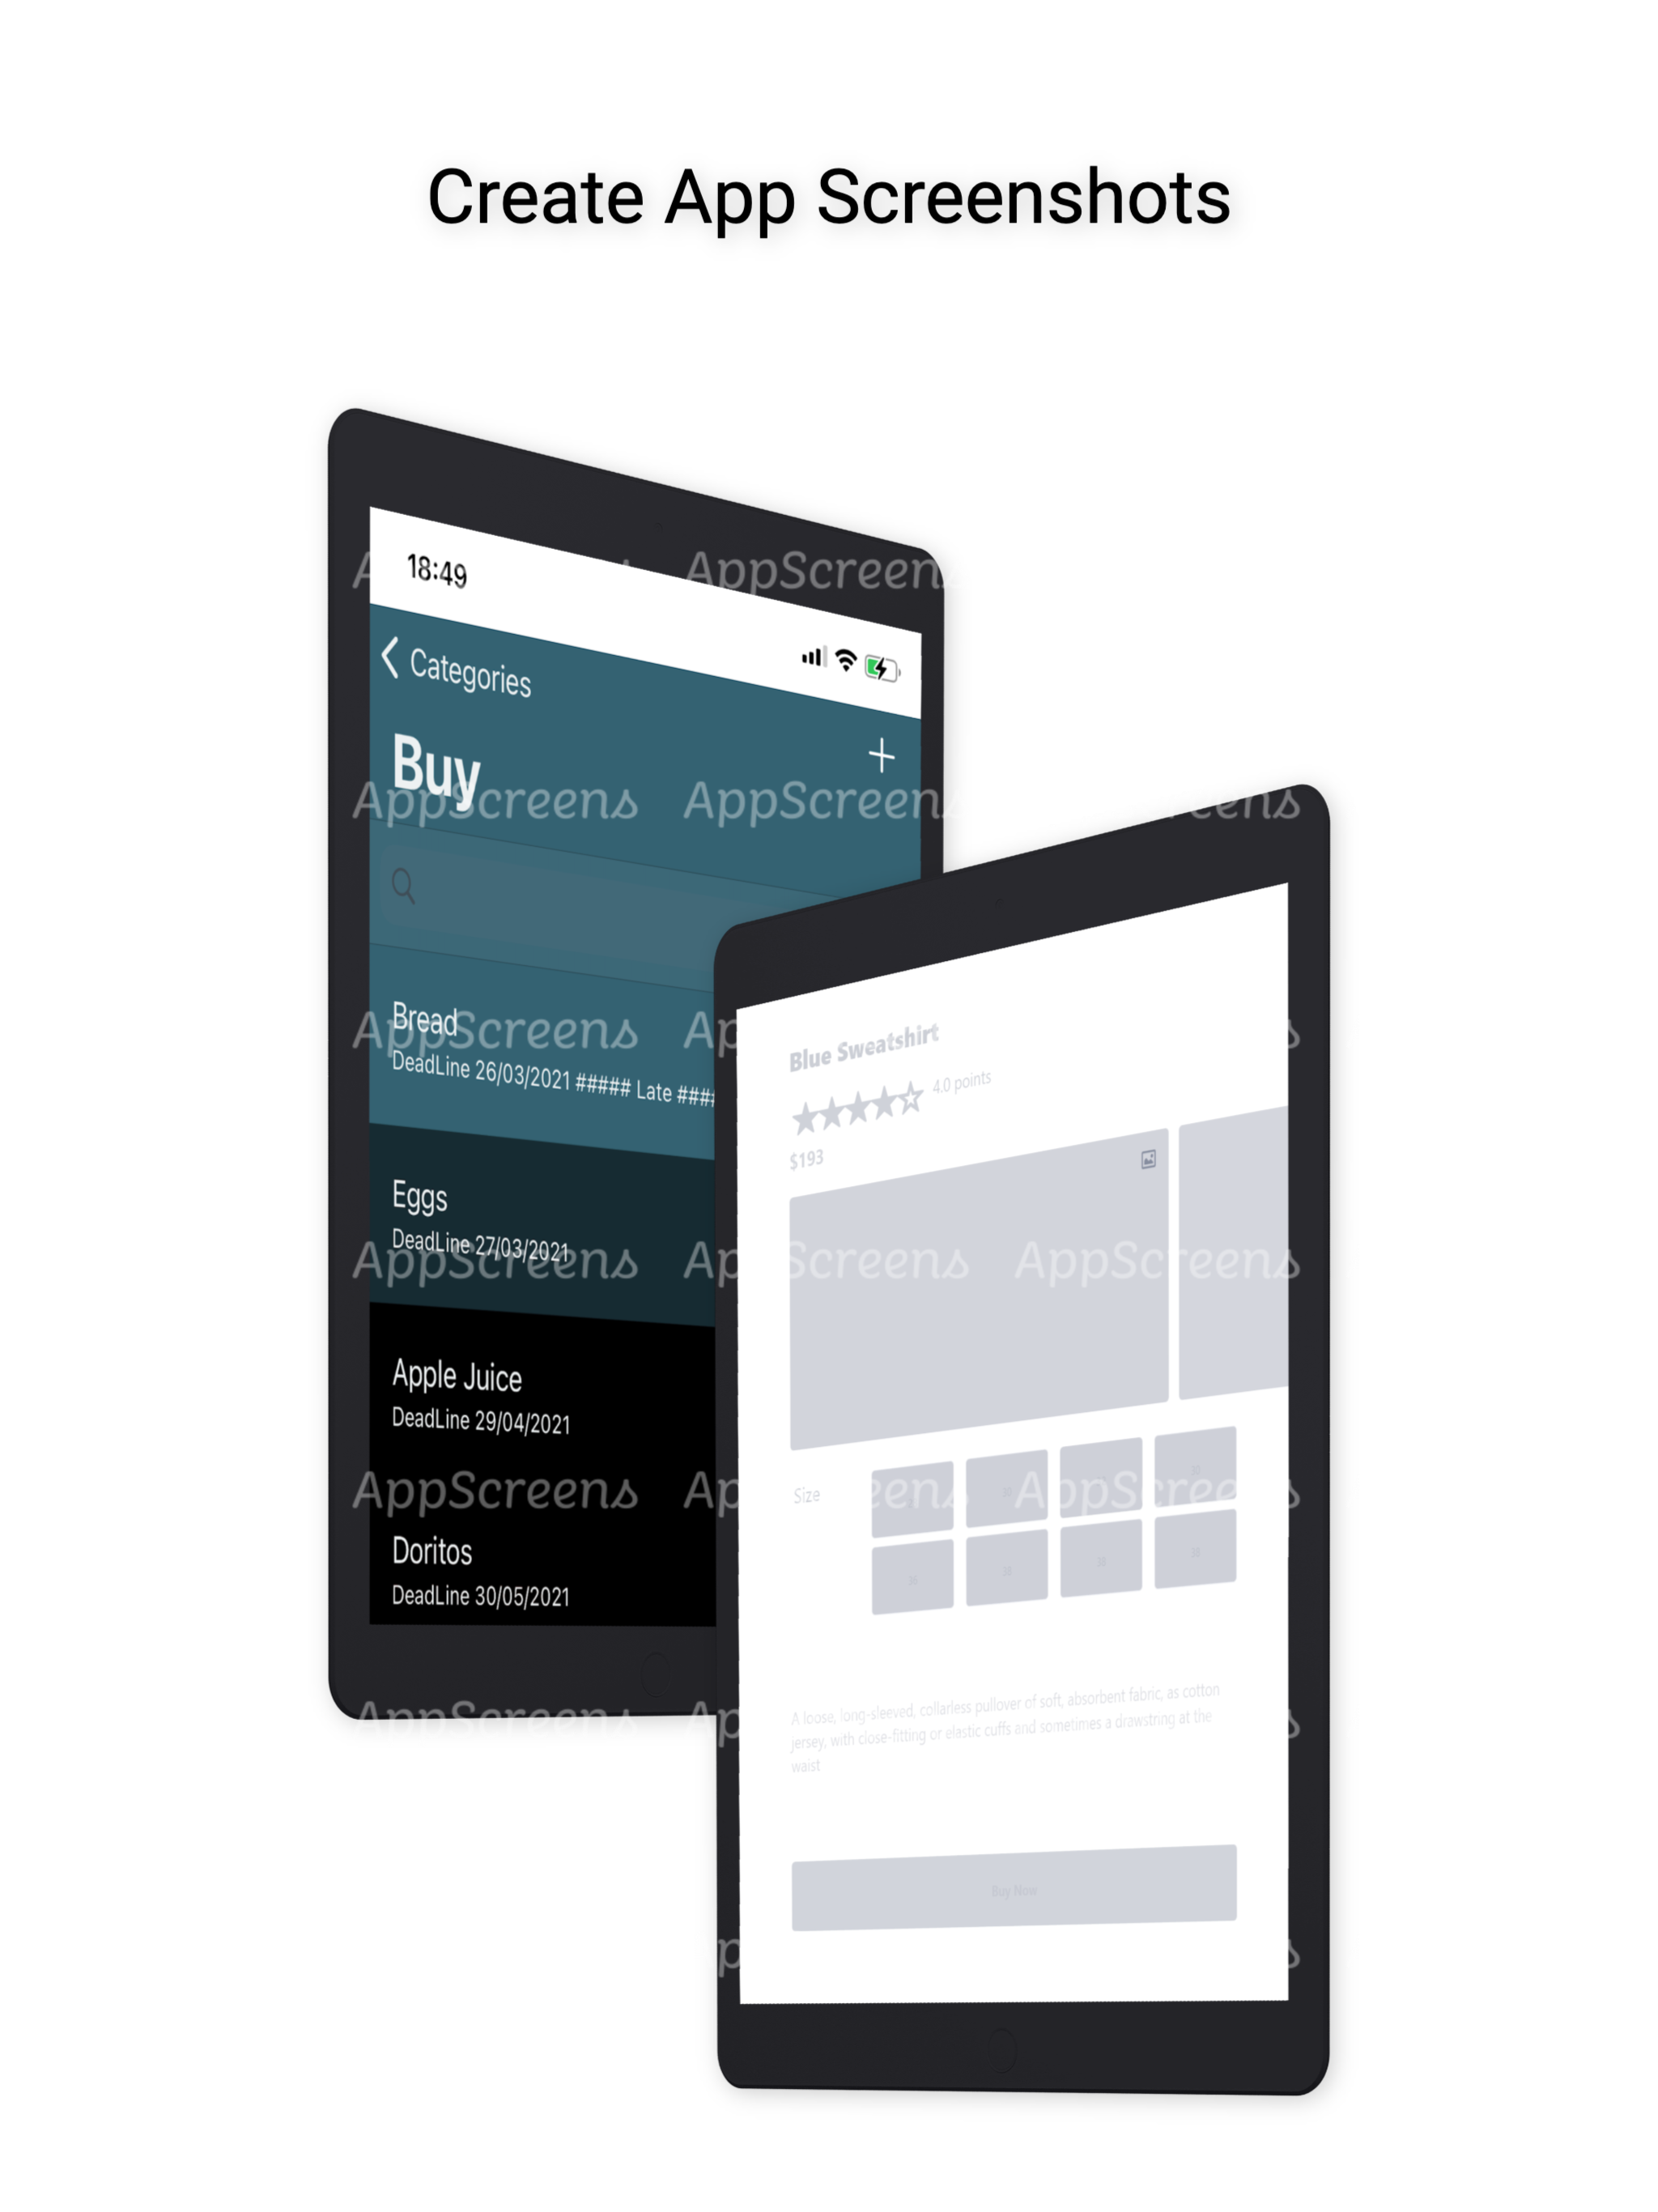 Create App Screenshots
18:49
Categories
Buy
Bread
DeadLine 26/03/2021 ##### Late ####
Eggs
DeadLine 27/03/2021
Apple Juice
DeadLine 29/04/2021
Doritos
DeadLine 30/05/2021
Blue Sweatshirt
4.0 points
$193
Size
A loose, long-sleeved, collarless pullover of soft, absorbent fabric, as cotton
jersey, with close-fitting or elastic cuffs and sometimes a drawstring at the
waist
Buy Now
AppScreens
AppScreens
AppScreens
AppScreens
AppScreens
AppScreens
AppScreens